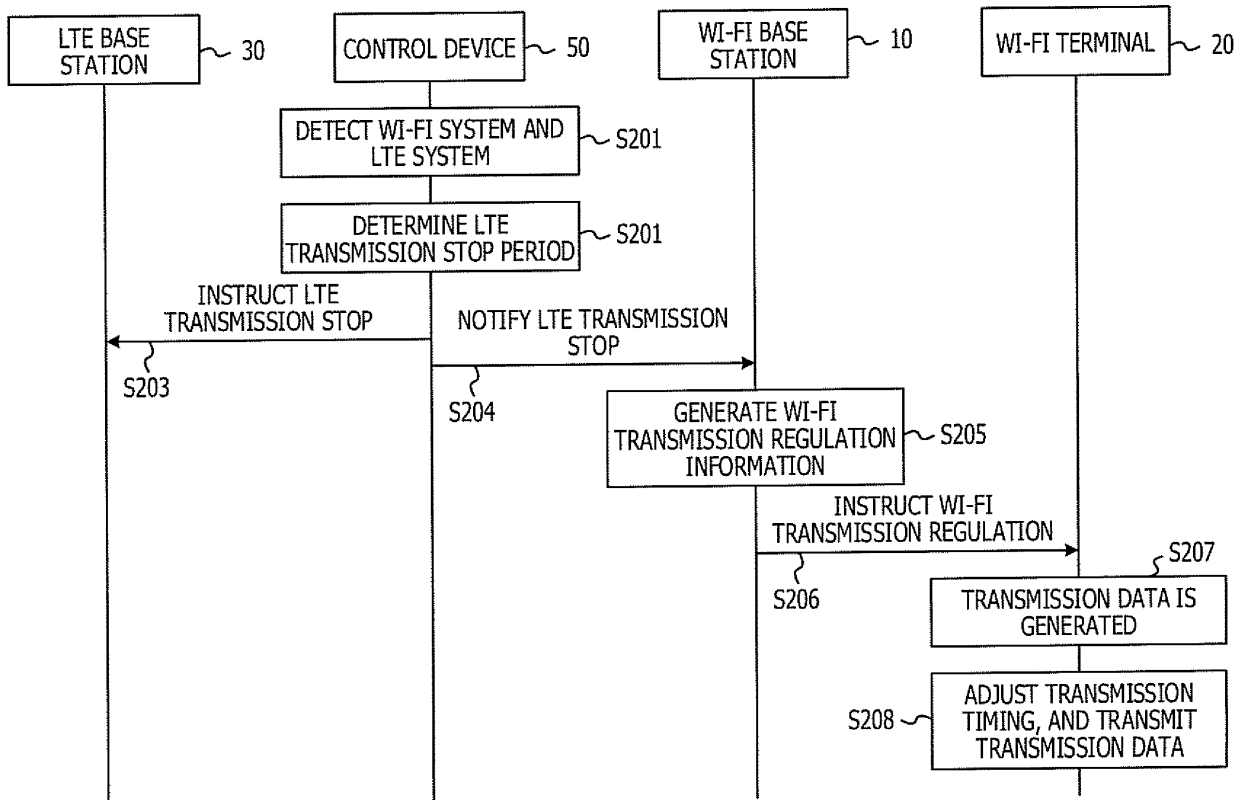 LTE BASE
STATION
30
CONTROL DEVICE
50
WI-FI BASE
STATION
10
WI-FI TERMINAL
20
DETECT WI-FI SYSTEM AND
LTE SYSTEM
S201
DETERMINE LTE
TRANSMISSION STOP PERIOD
S201
INSTRUCT LTE
TRANSMISSION STOP
S203
NOTIFY LTE TRANSMISSION
STOP
S204
GENERATE WI-FI
TRANSMISSION REGULATION
INFORMATION
S205
INSTRUCT WI-FI
TRANSMISSION REGULATION
S206
S207
TRANSMISSION DATA IS
GENERATED
S208
ADJUST TRANSMISSION
TIMING, AND TRANSMIT
TRANSMISSION DATA